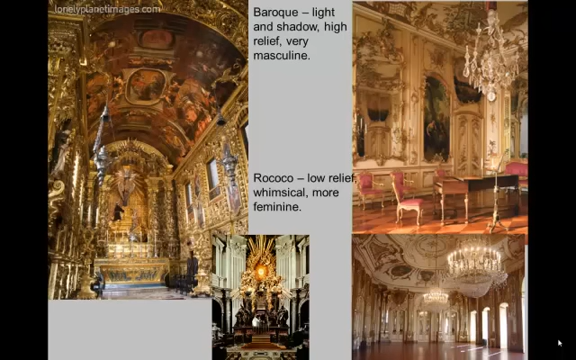 lonelyplanetimages.com
Baroque – light
and shadow, high
relief, very
masculine.
Rococo – low relief,
whimsical, more
feminine.